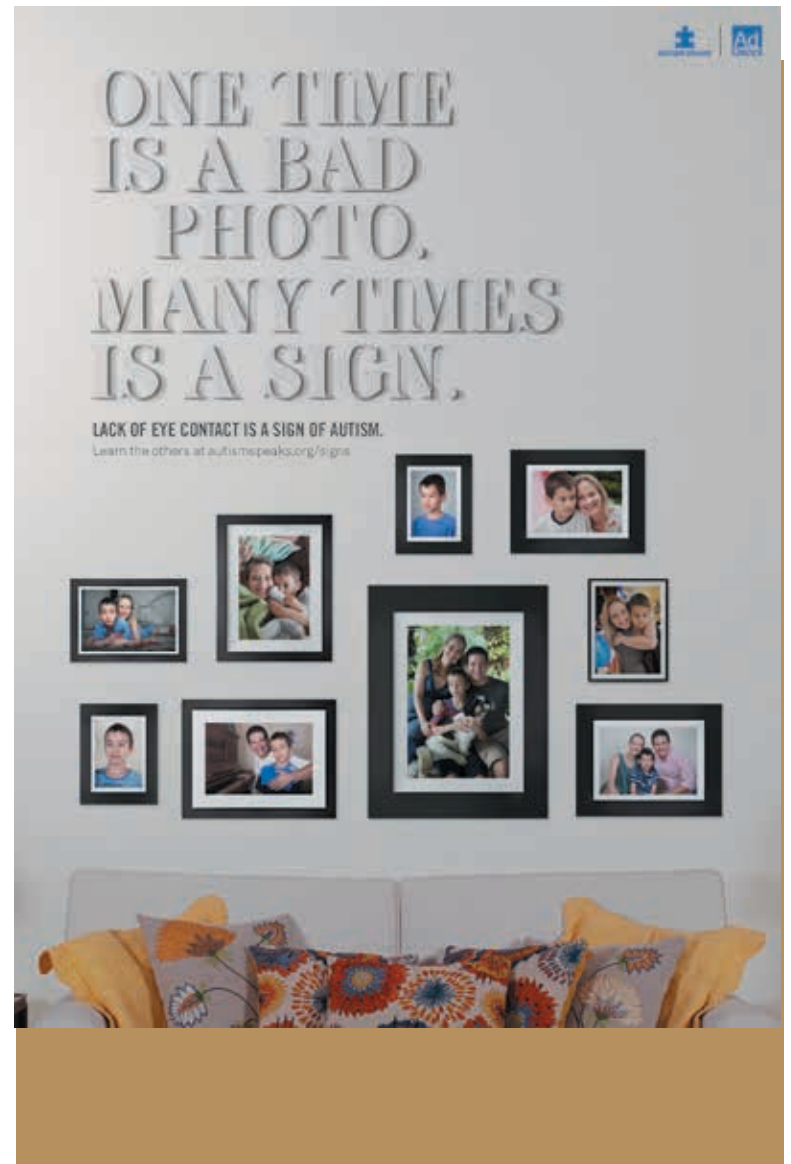 Ad
ONE TIME
IS A BAD
PHOTO.
MANY TIMES
IS A SIGN.
LACK OF EYE CONTACT IS A SIGN OF AUTISM.
Learn the others at autismspeaks.org/signs